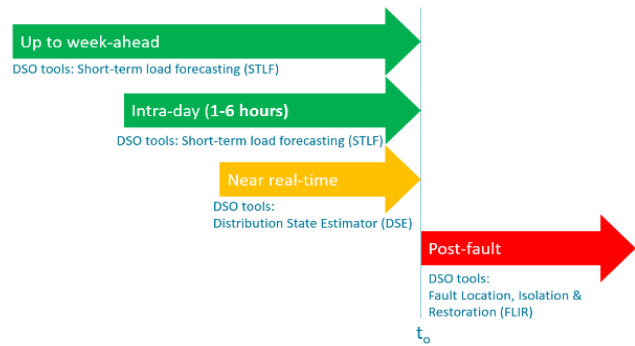 Up to week-ahead
DSO tools: Short-term load forecasting (STLF)
Intra-day (1-6 hours)
DSO tools: Short-term load forecasting (STLF)
Near real-time
DSO tools:
Distribution State Estimator (DSE)
Post-fault
DSO tools:
Fault Location, Isolation &
Restoration (FLIR)
to